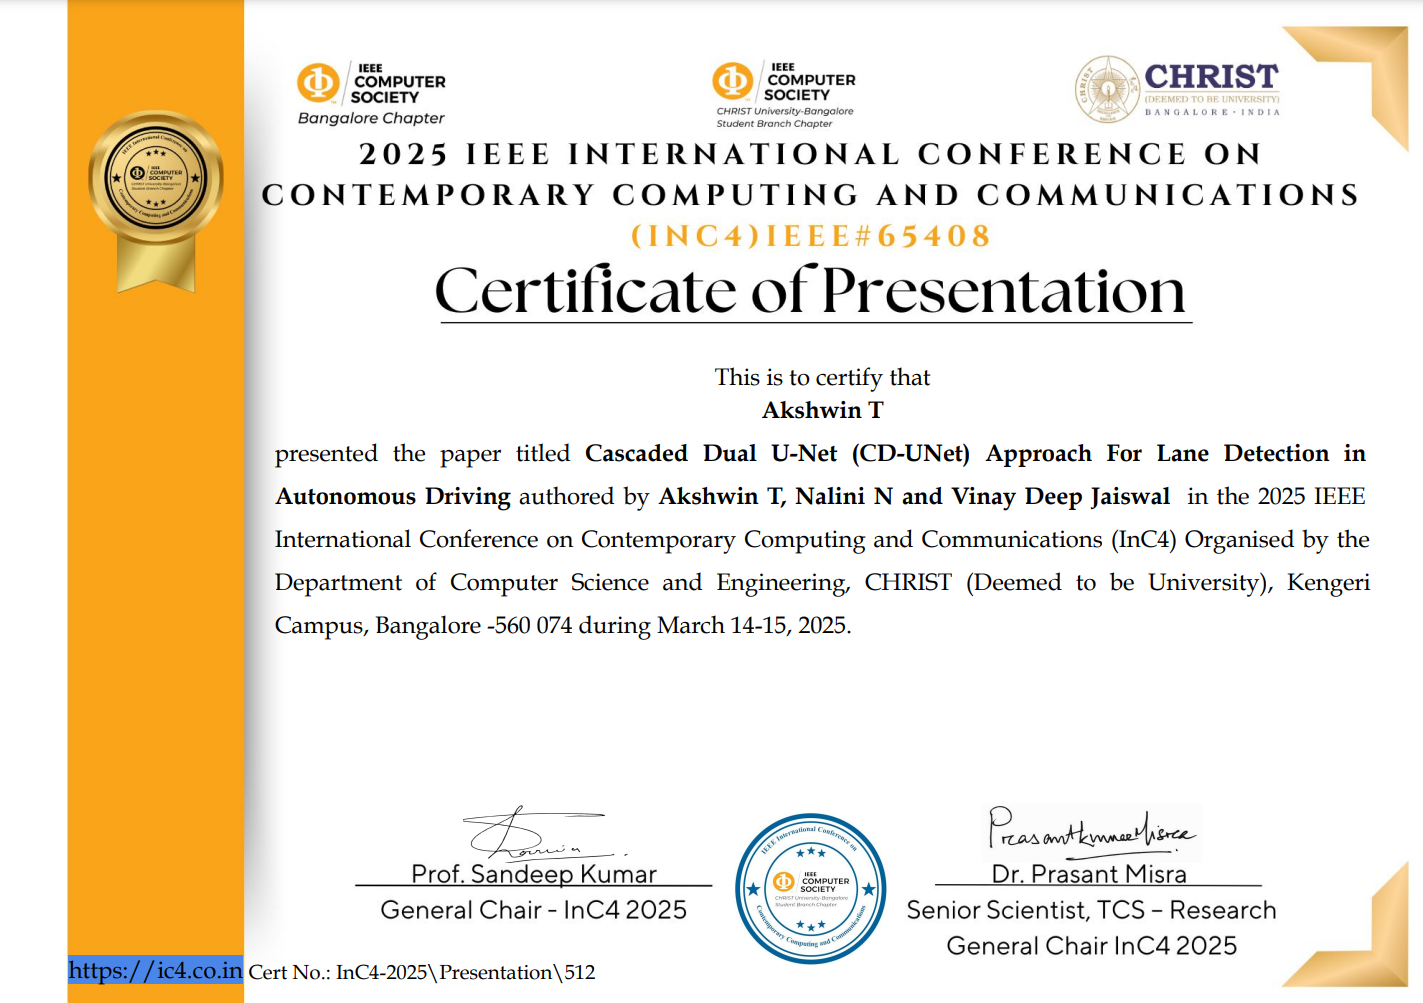 IEEE
COMPUTER
SOCIETY
Bangalore Chapter
IEEE
COMPUTER
SOCIETY
CHRIST University-Bangalore
Student Branch Chapter
CHRIST
(DEEMED TO BE UNIVERSITY)
BANGALORE · INDIA
2025 IEEE INTERNATIONAL CONFERENCE ON
CONTEMPORARY COMPUTING AND COMMUNICATIONS
(INC4)IEEE#65408
Certificate of Presentation
IEEE International Conference on
IEEE
COMPUTER
SOCIETY
CHRIST University-Bangalore
Student Branch Chapter
Contemporary Computing and Communications
This is to certify that
Akshwin T
presented the paper titled Cascaded Dual U-Net (CD-UNet) Approach For Lane Detection in
Autonomous Driving authored by Akshwin T, Nalini N and Vinay Deep Jaiswal in the 2025 IEEE
International Conference on Contemporary Computing and Communications (InC4) Organised by the
Department of Computer Science and Engineering, CHRIST (Deemed to be University), Kengeri
Campus, Bangalore -560 074 during March 14-15, 2025.
Prof. Sandeep Kumar
General Chair - InC4 2025
IEEE International Conference on
IEEE
COMPUTER
SOCIETY
CHRIST University-Bangalore
Student Branch Chapter
Contemporary Computing and Communications
Dr. Prasant Misra
Senior Scientist, TCS – Research
General Chair InC4 2025
https://ic4.co.in Cert No.: InC4-2025\Presentation\512